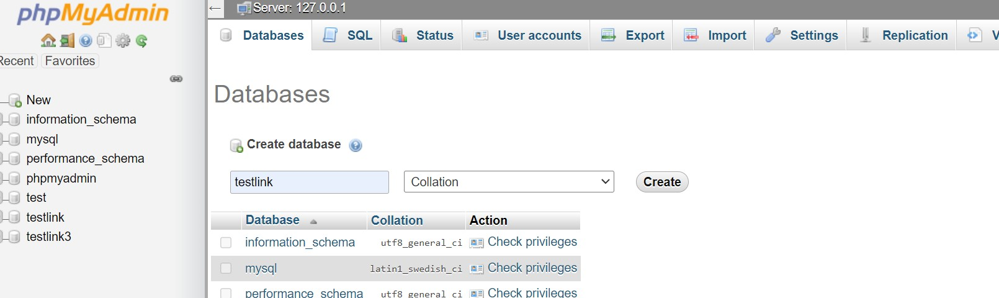 phpMyAdmin
Recent Favorites
New
information_schema
mysql
performance_schema
phpmyadmin
test
testlink
testlink3
Server: 127.0.0.1
Databases SQL Status User accounts Export Import Settings Replication V
Databases
Create database
testlink Collation Create
Database Collation Action
information_schema utf8_general_ci Check privileges
mysql latin1_swedish_ci Check privileges
performance_schema utf8_general_ci Check privileges